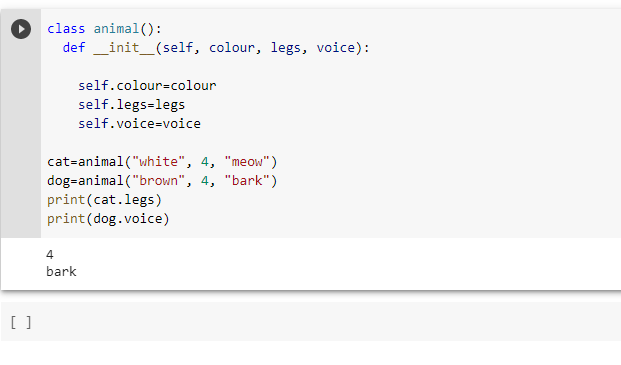 class animal():
  def __init__(self, colour, legs, voice):
    self.colour=colour
    self.legs=legs
    self.voice=voice
cat=animal("white", 4, "meow")
dog=animal("brown", 4, "bark")
print(cat.legs)
print(dog.voice)
4
bark
[ ]